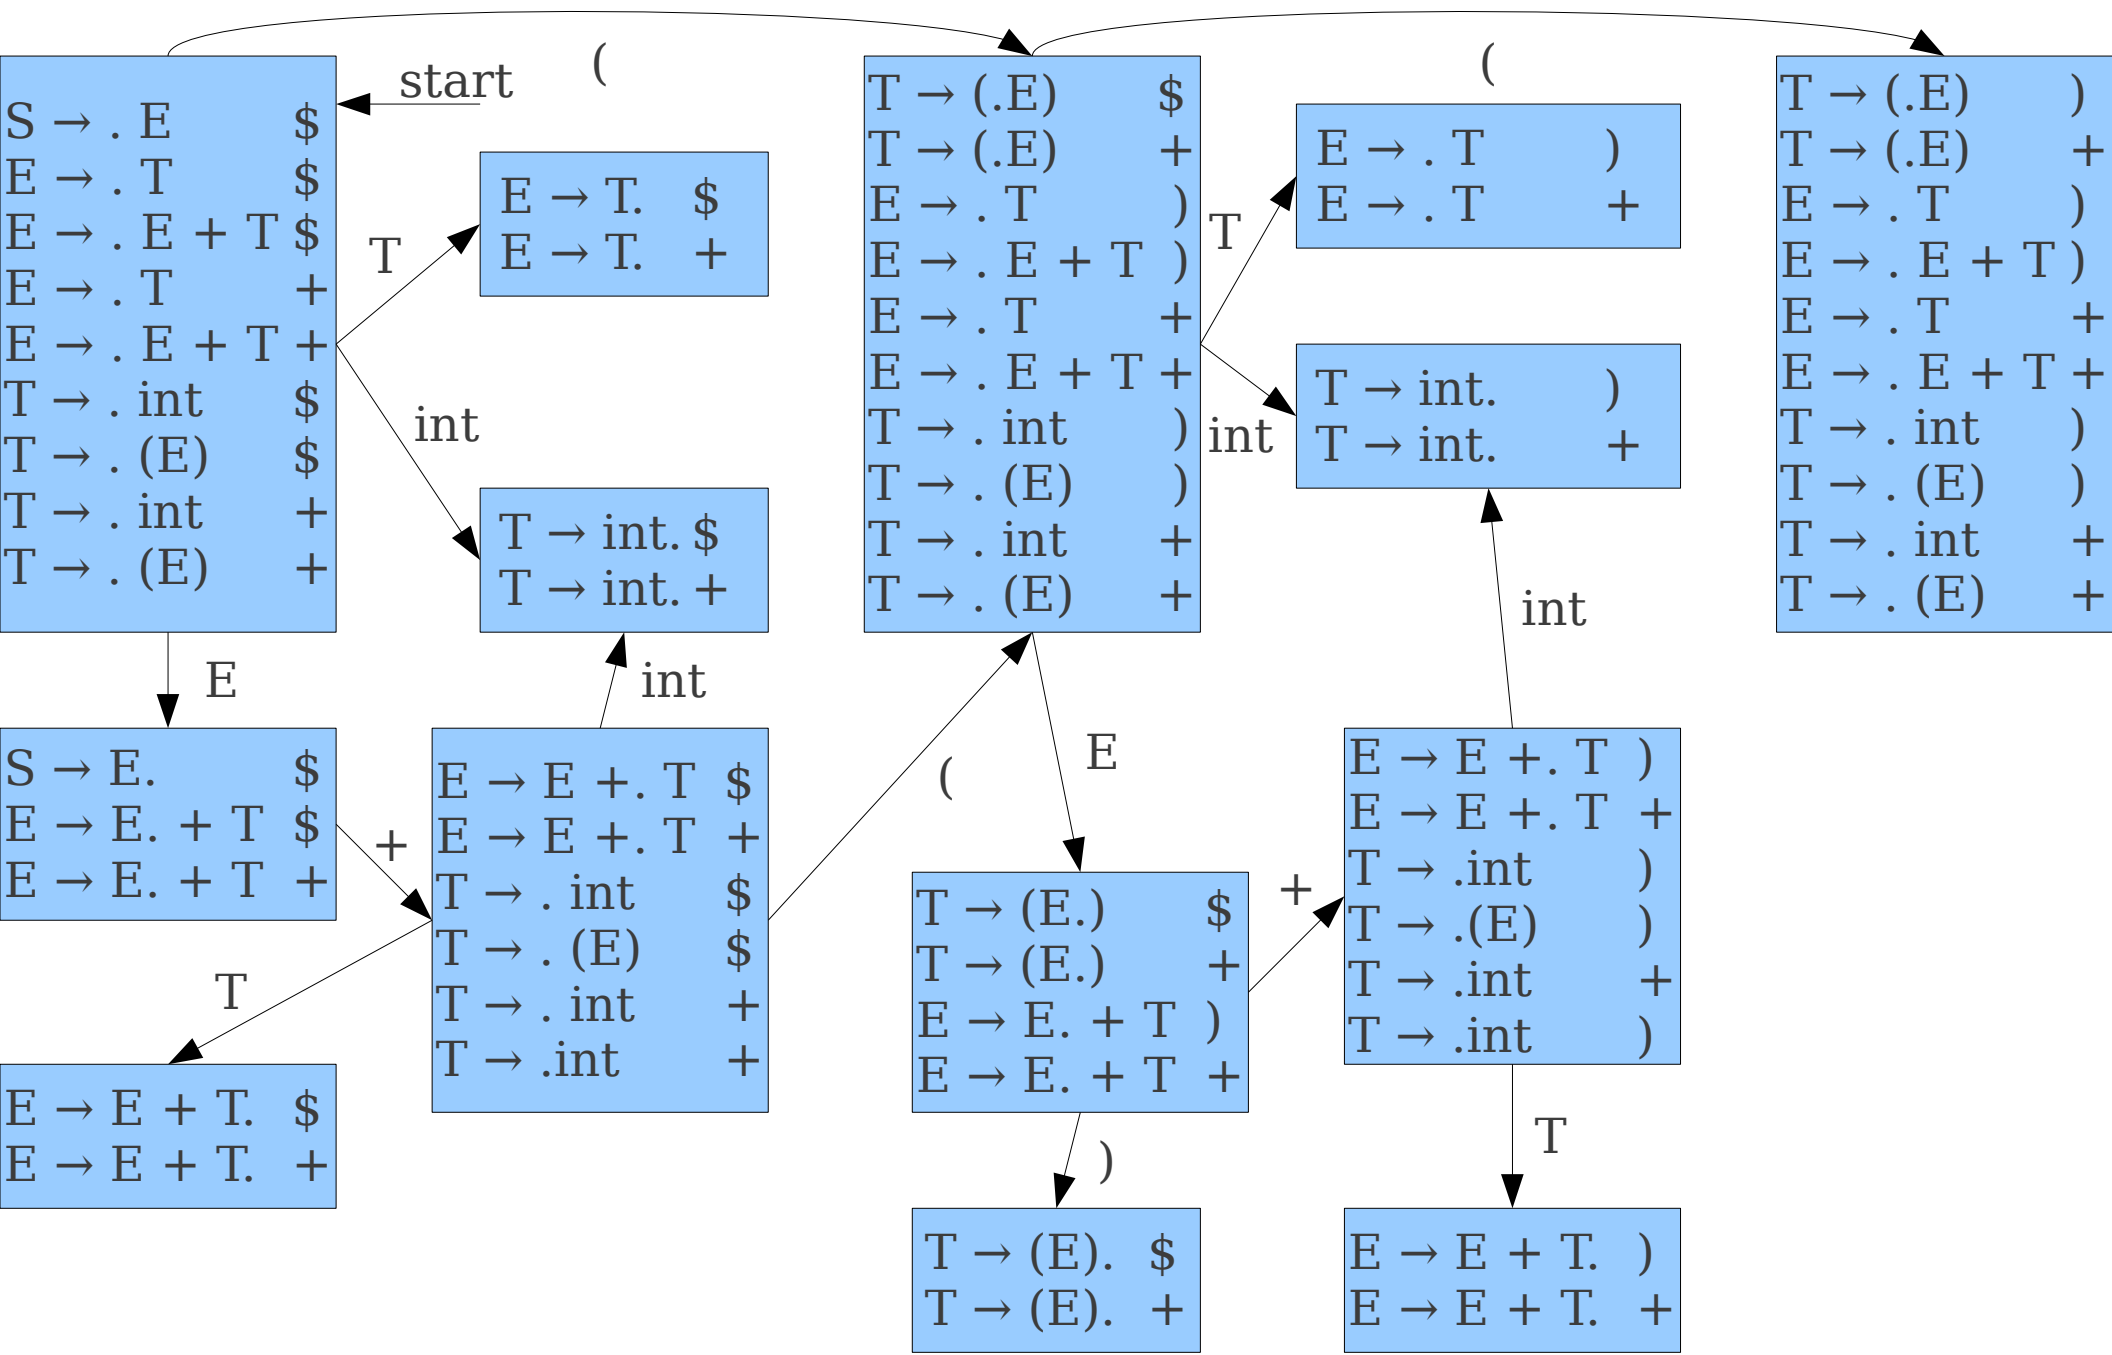 (
(
start
S → . E $
E → . T $
E → . E + T $
E → . T +
E → . E + T +
T → . int $
T → . (E) $
T → . int +
T → . (E) +
T
E → T. $
E → T. +
int
T → int. $
T → int. +
T → (.E) $
T → (.E) +
E → . T )
E → . E + T )
E → . T +
E → . E + T +
T → . int )
T → . (E) )
T → . int +
T → . (E) +
T
E → . T )
E → . T +
int
T → int. )
T → int. +
T → (.E) )
T → (.E) +
E → . T )
E → . E + T )
E → . T +
E → . E + T +
T → . int )
T → . (E) )
T → . int +
T → . (E) +
E
int
int
S → E. $
E → E. + T $
E → E. + T +
+
E → E +. T $
E → E +. T +
T → . int $
T → . (E) $
T → . int +
T → .int +
(
E
T
E → E + T. $
E → E + T. +
T → (E.) $
T → (E.) +
E → E. + T )
E → E. + T +
+
E → E +. T )
E → E +. T +
T → .int )
T → .(E) )
T → .int +
T → .int )
)
T
T → (E). $
T → (E). +
E → E + T. )
E → E + T. +